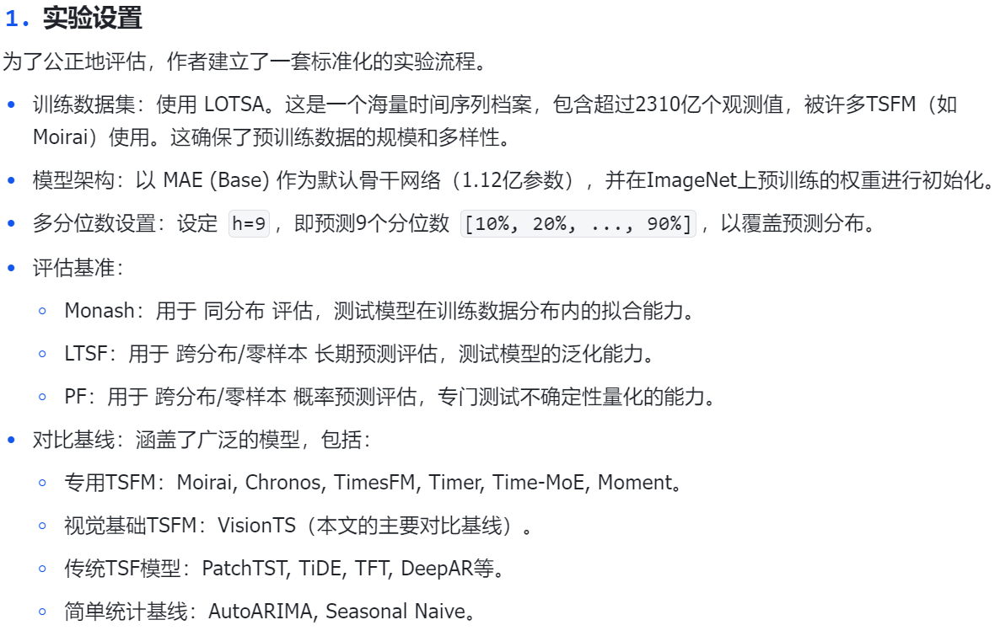 1. 实验设置
为了公正地评估，作者建立了一套标准化的实验流程。
• 训练数据集：使用 LOTSA。这是一个海量时间序列档案，包含超过2310亿个观测值，被许多TSFM（如
Moirai）使用。这确保了预训练数据的规模和多样性。
• 模型架构：以 MAE (Base) 作为默认骨干网络（1.12亿参数），并在ImageNet上预训练的权重进行初始化。
• 多分位数设置：设定 h=9 ，即预测9个分位数 [10%, 20%, ..., 90%] ，以覆盖预测分布。
• 评估基准：
◦ Monash：用于 同分布 评估，测试模型在训练数据分布内的拟合能力。
◦ LTSF：用于 跨分布/零样本 长期预测评估，测试模型的泛化能力。
◦ PF：用于 跨分布/零样本 概率预测评估，专门测试不确定性量化的能力。
• 对比基线：涵盖了广泛的模型，包括：
◦ 专用TSFM：Moirai, Chronos, TimesFM, Timer, Time-MoE, Moment。
◦ 视觉基础TSFM：VisionTS（本文的主要对比基线）。
◦ 传统TSF模型：PatchTST, TiDE, TFT, DeepAR等。
◦ 简单统计基线：AutoARIMA, Seasonal Naive。